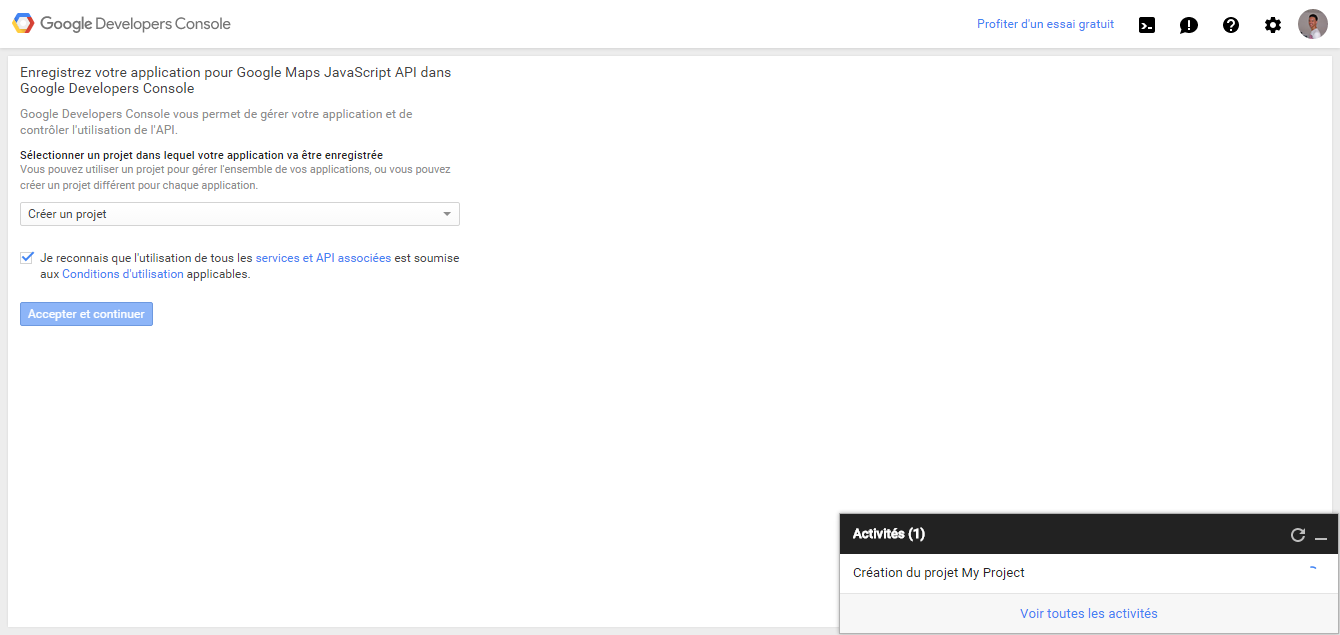 Google Developers Console
Profiter d'un essai gratuit
Enregistrez votre application pour Google Maps JavaScript API dans
Google Developers Console
Google Developers Console vous permet de gérer votre application et de
contrôler l'utilisation de l'API.
Sélectionner un projet dans lequel votre application va être enregistrée
Vous pouvez utiliser un projet pour gérer l'ensemble de vos applications, ou vous pouvez
créer un projet différent pour chaque application.
Créer un projet
Je reconnais que l'utilisation de tous les services et API associées est soumise
aux Conditions d'utilisation applicables.
Accepter et continuer
Activités (1)
Création du projet My Project
Voir toutes les activités